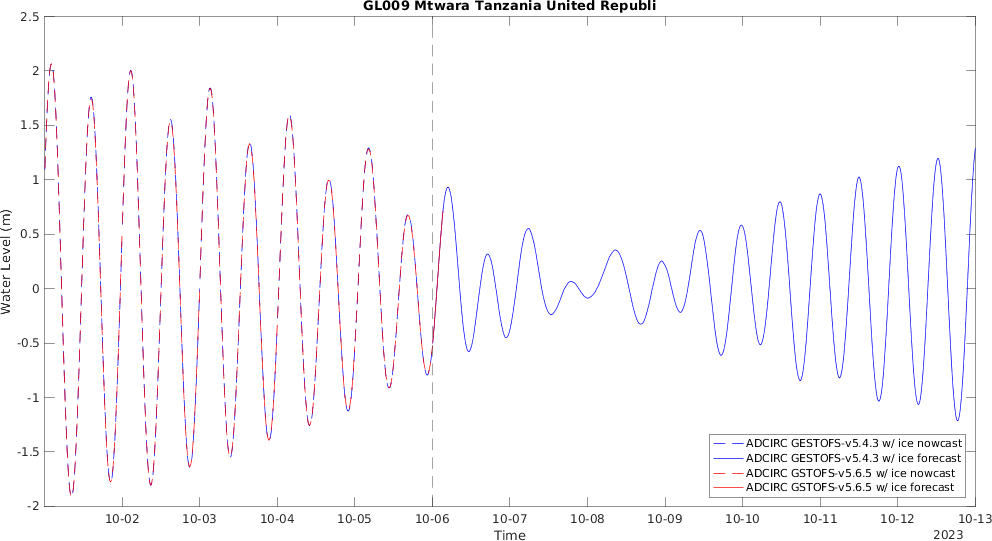 GL009 Mtwara Tanzania United Republi
Water Level (m)
2.5
2
1.5
1
0.5
0
-0.5
-1
-1.5
-2
10-02 10-03 10-04 10-05 10-06 10-07 10-08 10-09 10-10 10-11 10-12 10-13
Time
2023
ADCIRC GESTOFS-v5.4.3 w/ ice nowcast
ADCIRC GESTOFS-v5.4.3 w/ ice forecast
ADCIRC GSTOFS-v5.6.5 w/ ice nowcast
ADCIRC GSTOFS-v5.6.5 w/ ice forecast